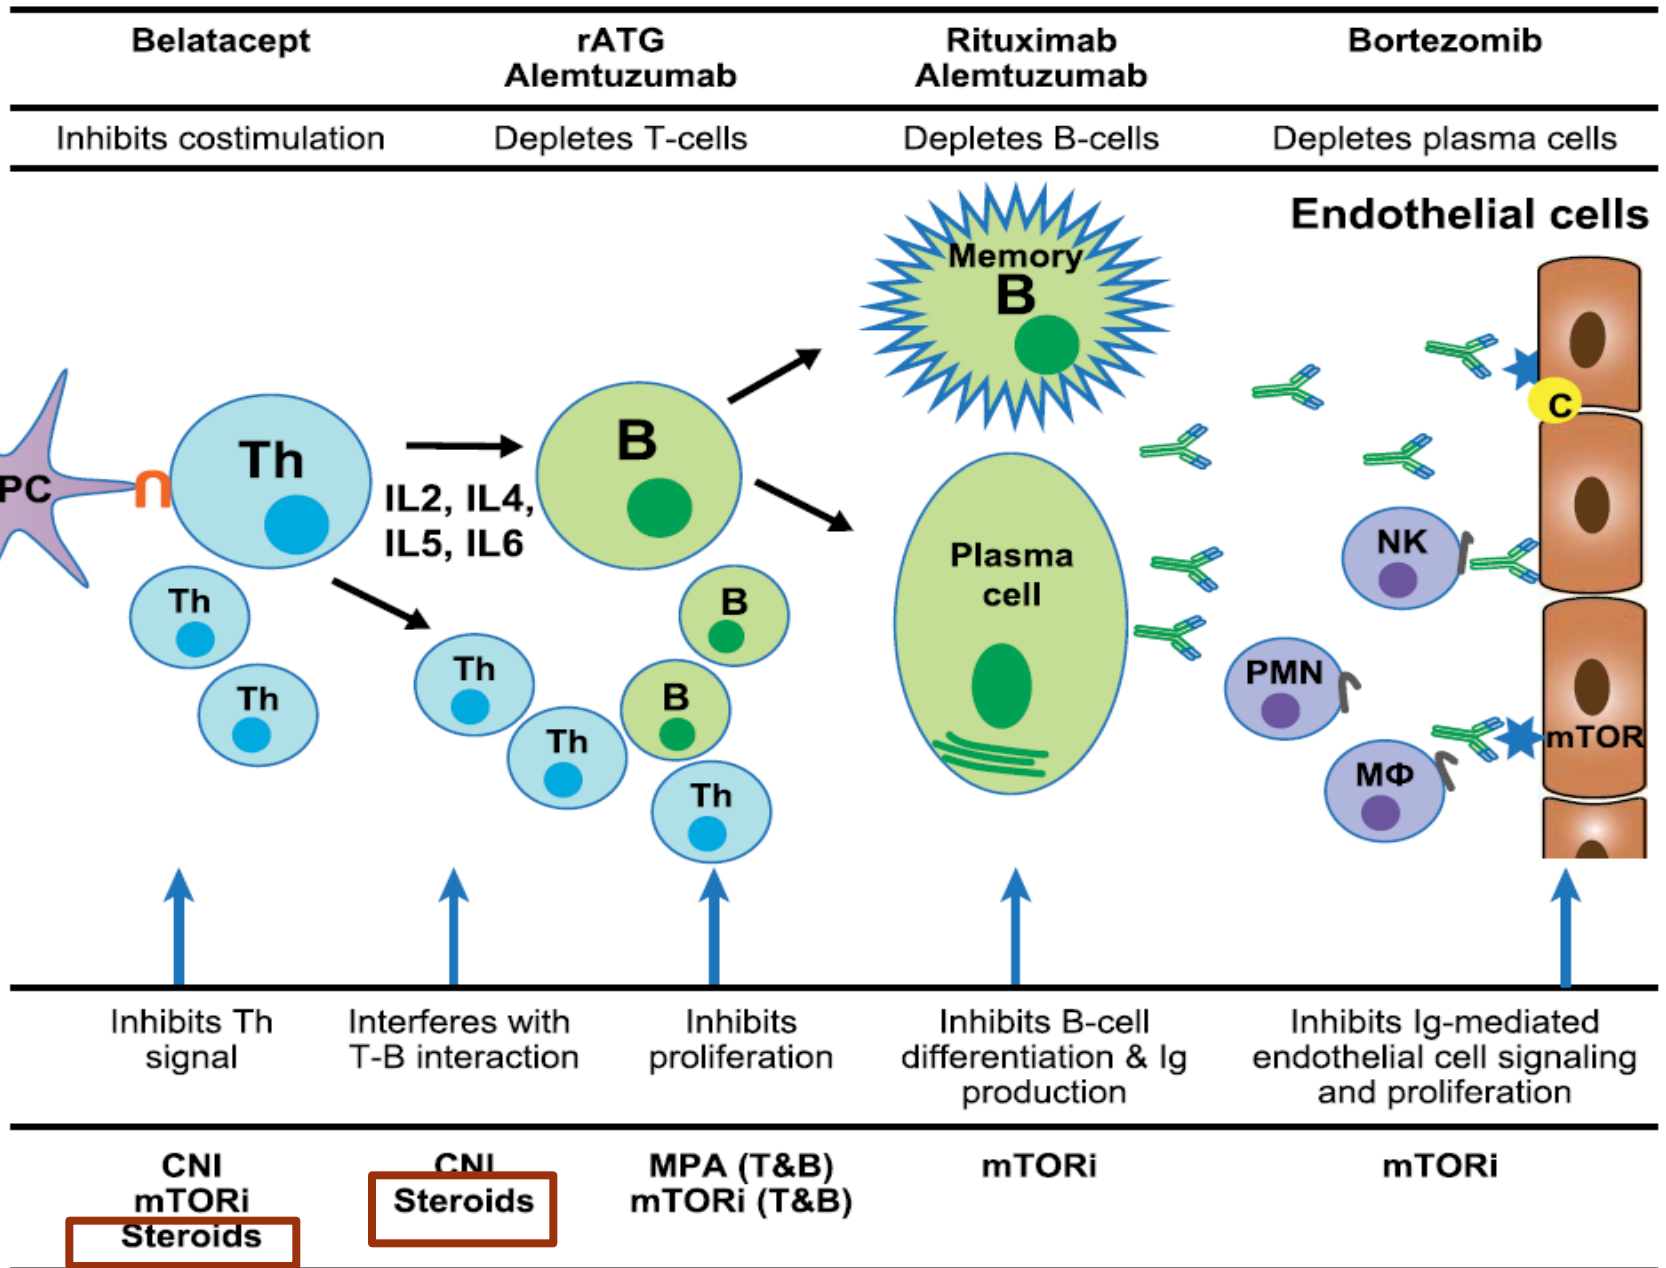 Belatacept
rATG
Alemtuzumab
Rituximab
Alemtuzumab
Bortezomib
Inhibits costimulation
Depletes T-cells
Depletes B-cells
Depletes plasma cells
Endothelial cells
Memory
B
PC
Th
IL2, IL4,
IL5, IL6
B
C
Plasma
cell
NK
Th
Th
B
Th
Th
B
Th
PMN
MΦ
mTOR
Inhibits Th
signal
Interferes with
T-B interaction
Inhibits
proliferation
Inhibits B-cell
differentiation & Ig
production
Inhibits Ig-mediated
endothelial cell signaling
and proliferation
CNI
mTORi
Steroids
CNI
Steroids
MPA (T&B)
mTORi (T&B)
mTORi
mTORi